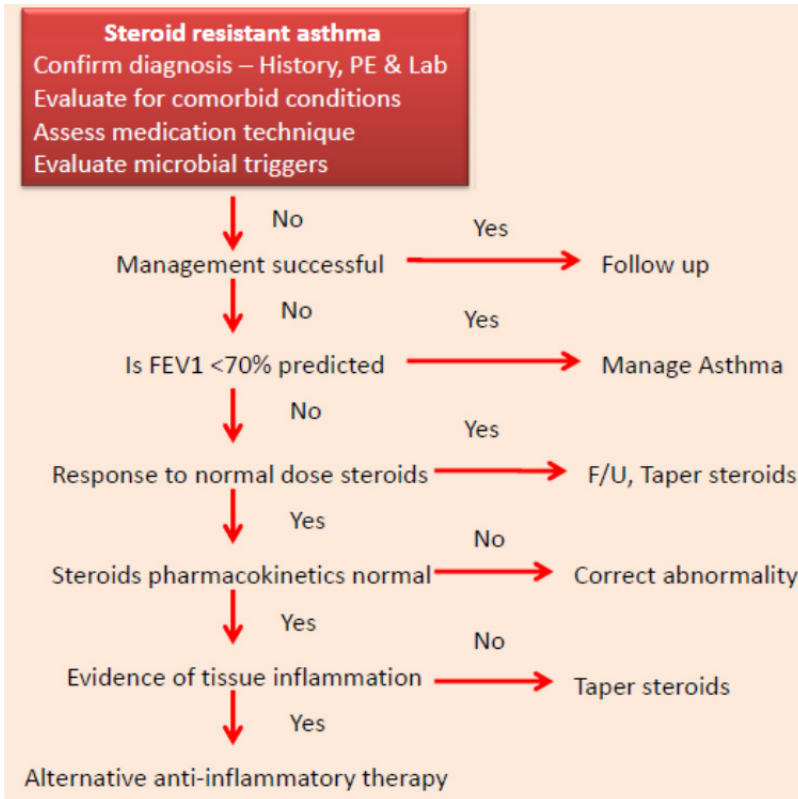 Steroid resistant asthma
Confirm diagnosis – History, PE & Lab
Evaluate for comorbid conditions
Assess medication technique
Evaluate microbial triggers
No
Yes
Management successful
Follow up
No
Yes
Is FEV1 <70% predicted
Manage Asthma
No
Yes
Response to normal dose steroids
F/U, Taper steroids
Yes
No
Steroids pharmacokinetics normal
Correct abnormality
Yes
No
Evidence of tissue inflammation
Taper steroids
Yes
Alternative anti-inflammatory therapy